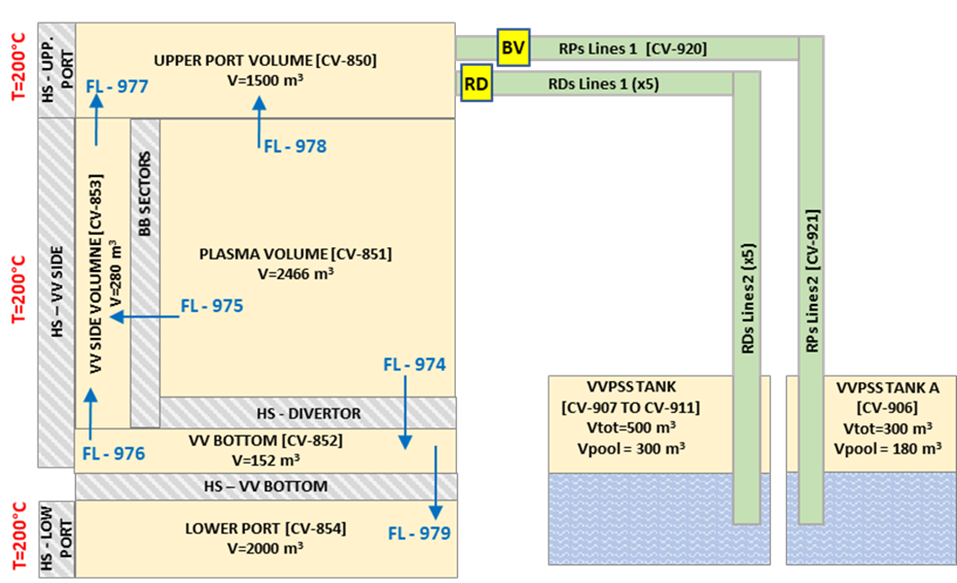 T=200°C
HS - UPP.
PORT
UPPER PORT VOLUME [CV-850]
V=1500 m³
FL - 977
FL - 978
BV
RPs Lines 1 [CV-920]
RD
RDs Lines 1 (x5)
T=200°C
HS – VV SIDE
VV SIDE VOLUMNE [CV-853]
V=280 m³
BB SECTORS
PLASMA VOLUME [CV-851]
V=2466 m³
FL - 975
FL - 974
RDs Lines2 (x5)
RPs Lines2 [CV-921]
HS - DIVERTOR
FL - 976
VV BOTTOM [CV-852]
V=152 m³
HS – VV BOTTOM
T=200°C
HS - LOW
PORT
LOWER PORT [CV-854]
V=2000 m³
FL - 979
VVPSS TANK
[CV-907 TO CV-911]
Vtot=500 m³
Vpool = 300 m³
VVPSS TANK A
[CV-906]
Vtot=300 m³
Vpool = 180 m³